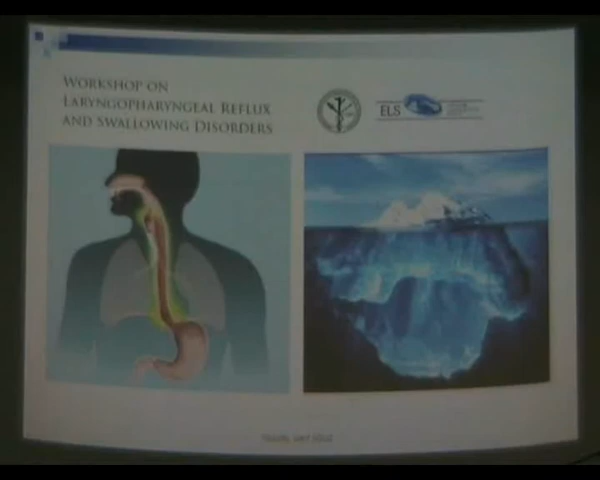 WORKSHOP ON
LARYNGOPHARYNGEAL REFLUX
AND SWALLOWING DISORDERS
ELS